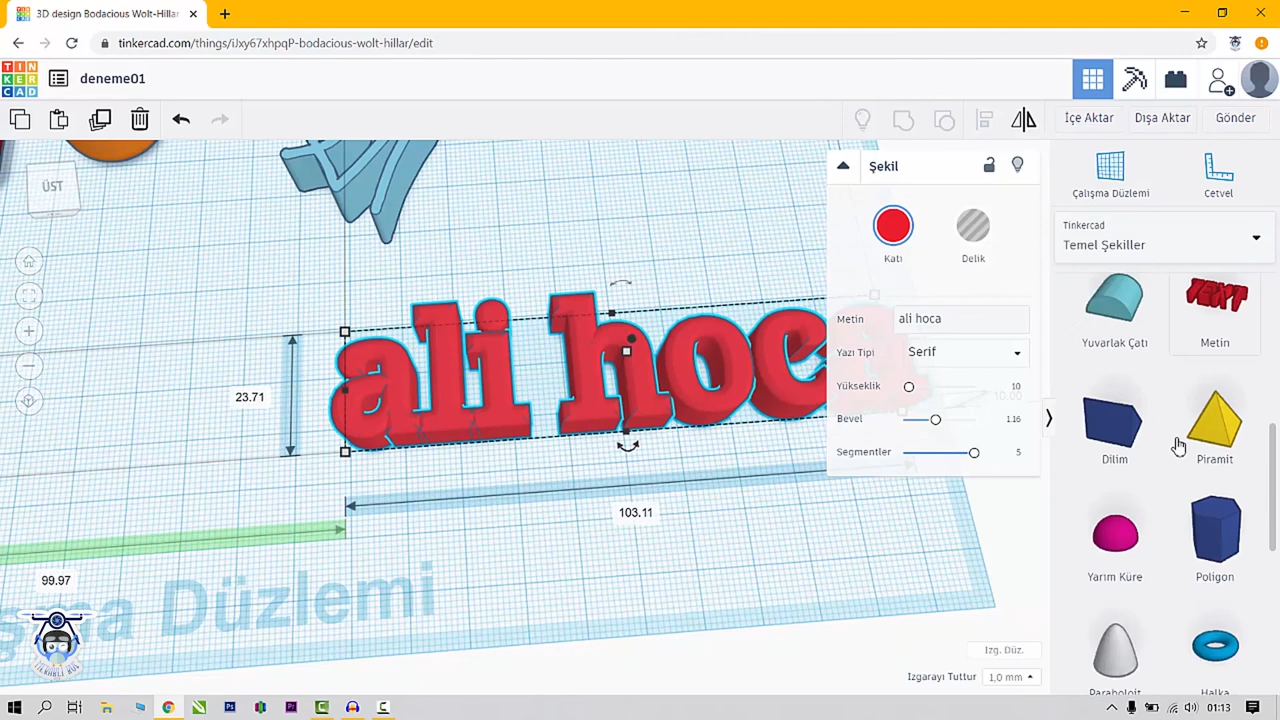 3D design Bodacious Wolt-Hillar
tinkercad.com/things/iJxy67xhpqP-bodacious-wolt-hillar/edit
TIN
KER
CAD
deneme01
İçe Aktar
Dışa Aktar
Gönder
ÜST
Şekil
Çalışma Düzlemi
Cetvel
Tinkercad
Temel Şekiller
Katı
Delik
TEXT
Metin
ali hoca
Yuvarlak Çatı
Metin
Yazı Tipi
Serif
Yükseklik
10
10.00
Bevel
1.16
Segmentler
5
ali hoc
23.71
103.11
99.97
Düzlemi
Dilim
Piramit
Yarım Küre
Poligon
Paraboloit
Halka
Izg. Düz.
Izgarayı Tuttur
1,0 mm
01:13